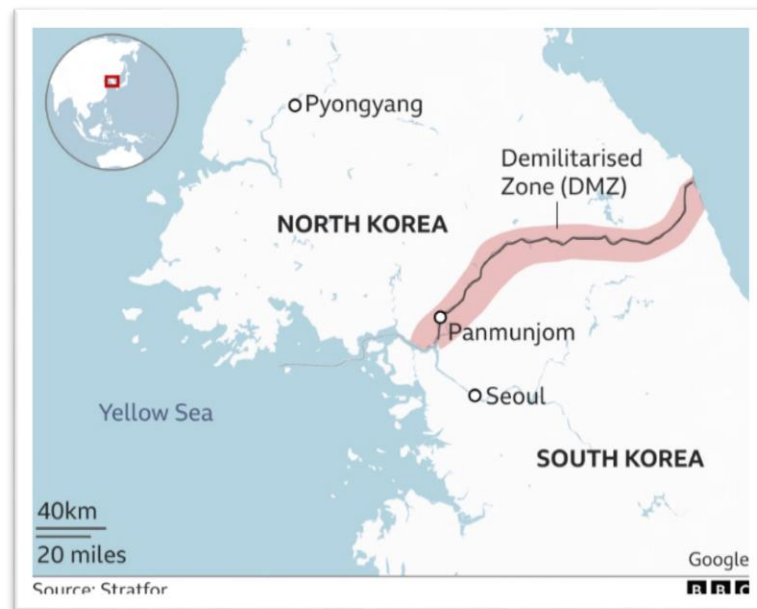 Pyongyang
Demilitarised
Zone (DMZ)
NORTH KOREA
Panmunjom
Seoul
Yellow Sea
SOUTH KOREA
40km
20 miles
Google
Source: Stratfor
BBC